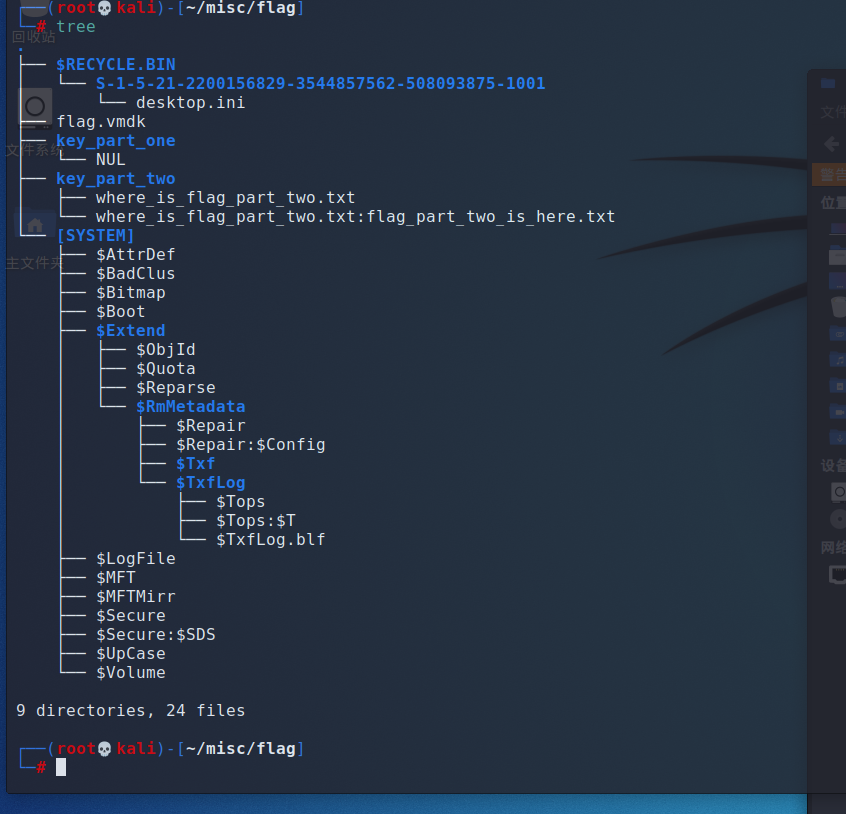 ┌──(root💀kali)-[~/misc/flag]
└─# tree
回收站
.
├── $RECYCLE.BIN
│   └── S-1-5-21-2200156829-3544857562-508093875-1001
│       └── desktop.ini
├── flag.vmdk
├── key_part_one
文件系统
│   └── NUL
├── key_part_two
│   ├── where_is_flag_part_two.txt
│   └── where_is_flag_part_two.txt:flag_part_two_is_here.txt
└── [SYSTEM]
    ├── $AttrDef
主文件夹
    ├── $BadClus
    ├── $Bitmap
    ├── $Boot
    ├── $Extend
    │   ├── $ObjId
    │   ├── $Quota
    │   ├── $Reparse
    │   └── $RmMetadata
    │       ├── $Repair
    │       ├── $Repair:$Config
    │       ├── $Txf
    │       └── $TxfLog
    │           ├── $Tops
    │           ├── $Tops:$T
    │           └── $TxfLog.blf
    ├── $LogFile
    ├── $MFT
    ├── $MFTMirr
    ├── $Secure
    ├── $Secure:$SDS
    ├── $UpCase
    └── $Volume
9 directories, 24 files
┌──(root💀kali)-[~/misc/flag]
└─#
文件
警告
位置
设备
网络